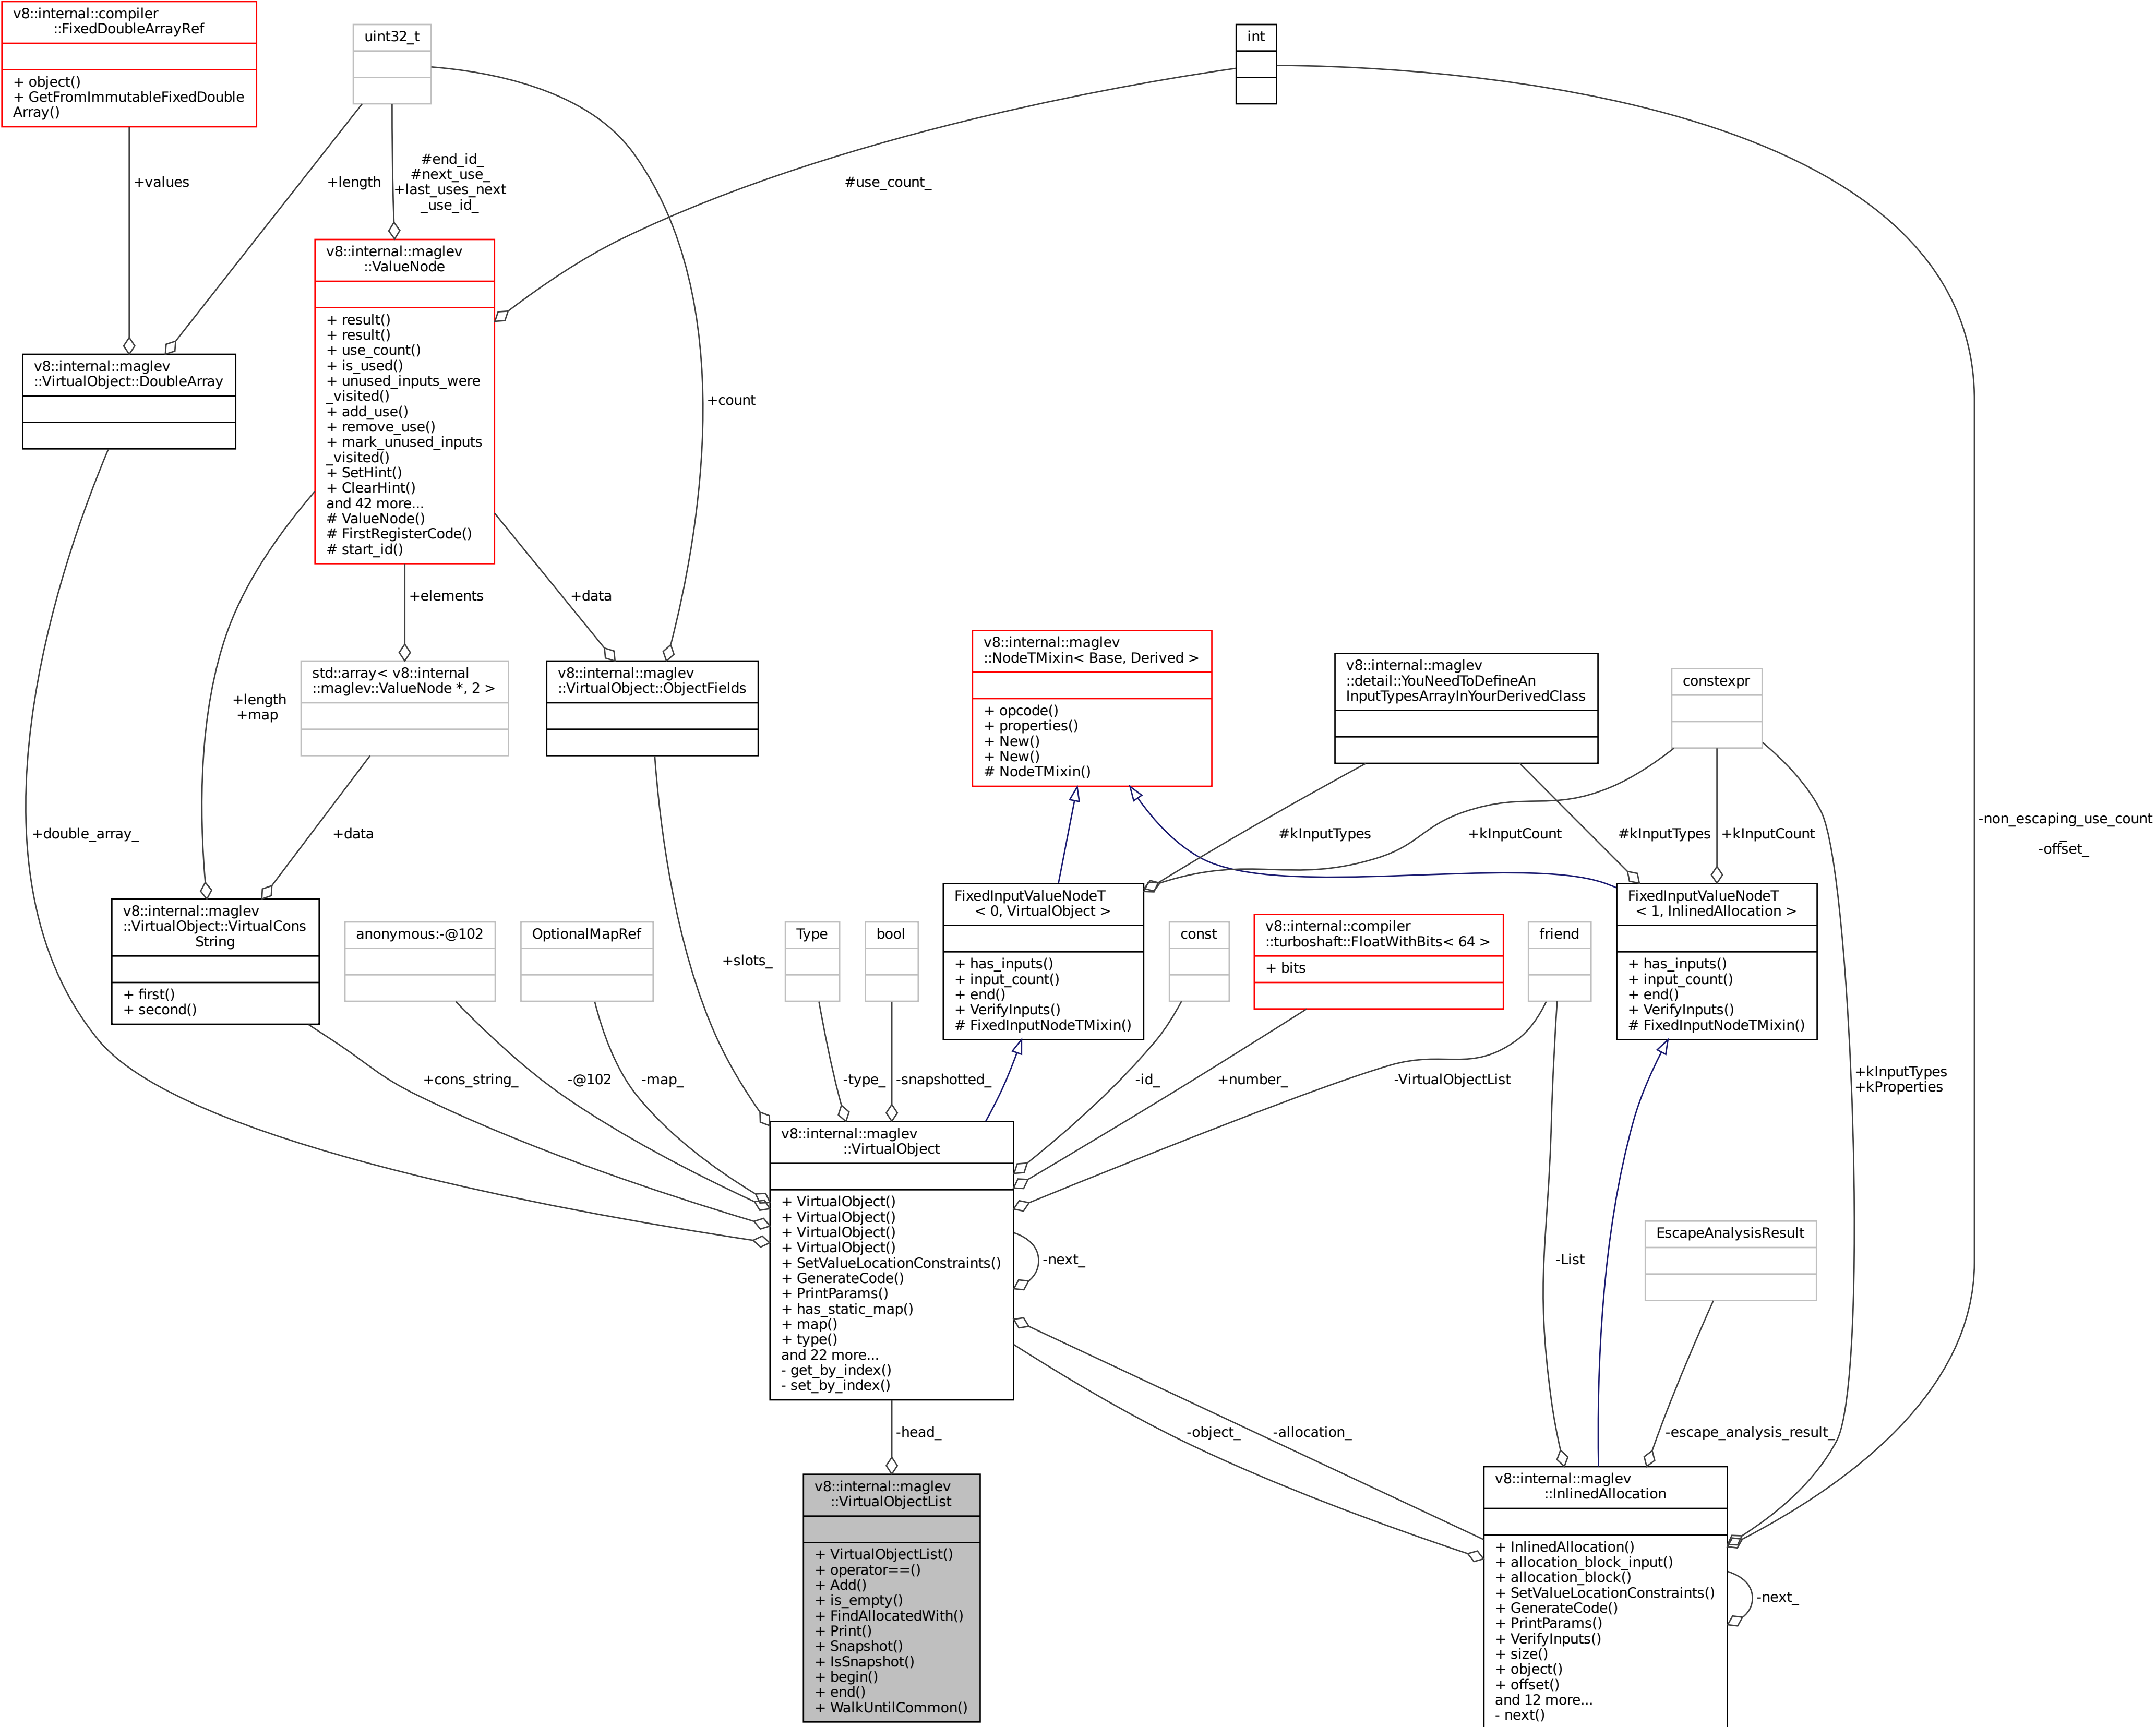 v8::internal::compiler
::FixedDoubleArrayRef
+ object()
+ GetFromImmutableFixedDouble
Array()
uint32_t
int
+values
+length
#end_id_
#next_use_
+last_uses_next
_use_id_
#use_count_
v8::internal::maglev
::ValueNode
+ result()
+ result()
+ use_count()
+ is_used()
+ unused_inputs_were
_visited()
+ add_use()
+ remove_use()
+ mark_unused_inputs
_visited()
+ SetHint()
+ ClearHint()
and 42 more...
# ValueNode()
# FirstRegisterCode()
# start_id()
v8::internal::maglev
::VirtualObject::DoubleArray
+count
+elements
+data
std::array< v8::internal
::maglev::ValueNode *, 2 >
v8::internal::maglev
::VirtualObject::ObjectFields
v8::internal::maglev
::NodeTMixin< Base, Derived >
+ opcode()
+ properties()
+ New()
+ New()
# NodeTMixin()
v8::internal::maglev
::detail::YouNeedToDefineAn
InputTypesArrayInYourDerivedClass
constexpr
+length
+map
+double_array_
+data
#kInputTypes
+kInputCount
#kInputTypes
+kInputCount
-non_escaping_use_count
_
-offset_
v8::internal::maglev
::VirtualObject::VirtualCons
String
+ first()
+ second()
anonymous:-@102
OptionalMapRef
+slots_
Type
bool
FixedInputValueNodeT
< 0, VirtualObject >
+ has_inputs()
+ input_count()
+ end()
+ VerifyInputs()
# FixedInputNodeTMixin()
const
v8::internal::compiler
::turboshaft::FloatWithBits< 64 >
+ bits
friend
FixedInputValueNodeT
< 1, InlinedAllocation >
+ has_inputs()
+ input_count()
+ end()
+ VerifyInputs()
# FixedInputNodeTMixin()
+cons_string_
-@102
-map_
-type_
-snapshotted_
-id_
+number_
-VirtualObjectList
+kInputTypes
+kProperties
v8::internal::maglev
::VirtualObject
+ VirtualObject()
+ VirtualObject()
+ VirtualObject()
+ VirtualObject()
+ SetValueLocationConstraints()
+ GenerateCode()
+ PrintParams()
+ has_static_map()
+ map()
+ type()
and 22 more...
- get_by_index()
- set_by_index()
-next_
-List
EscapeAnalysisResult
-head_
-object_
-allocation_
-escape_analysis_result_
v8::internal::maglev
::VirtualObjectList
+ VirtualObjectList()
+ operator==()
+ Add()
+ is_empty()
+ FindAllocatedWith()
+ Print()
+ Snapshot()
+ IsSnapshot()
+ begin()
+ end()
+ WalkUntilCommon()
v8::internal::maglev
::InlinedAllocation
+ InlinedAllocation()
+ allocation_block_input()
+ allocation_block()
+ SetValueLocationConstraints()
+ GenerateCode()
+ PrintParams()
+ VerifyInputs()
+ size()
+ object()
+ offset()
and 12 more...
- next()
-next_